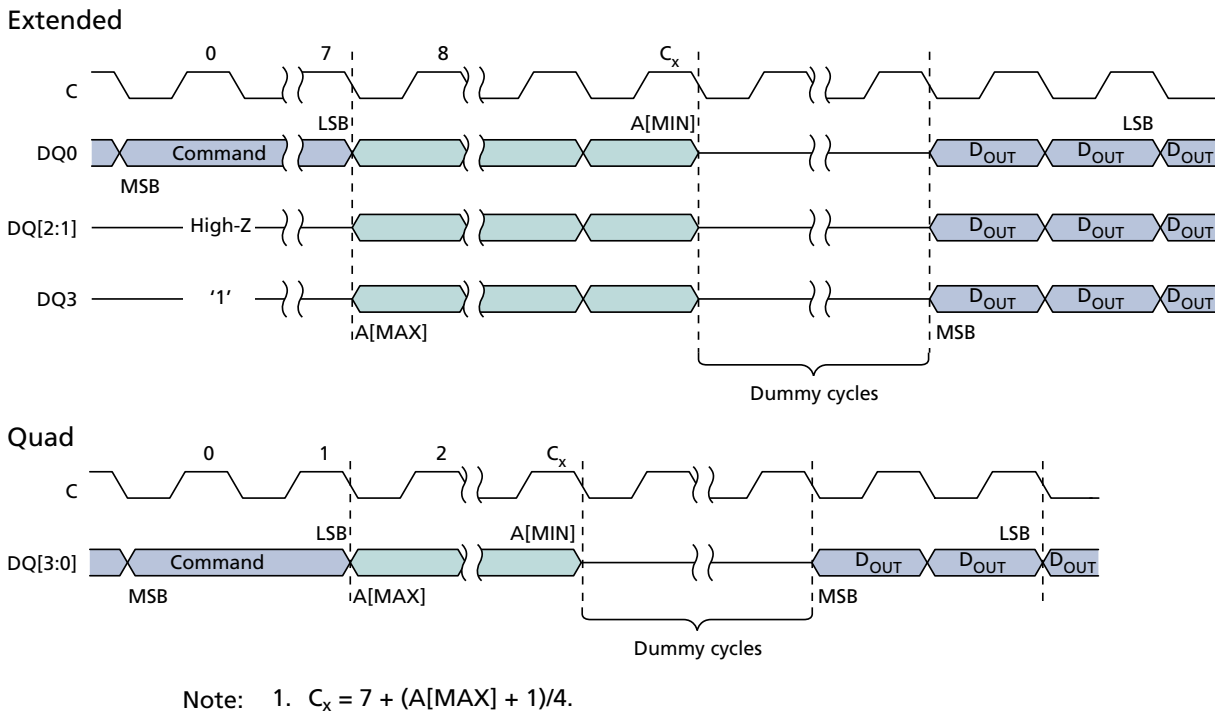 Extended
0 7 8 Cx
C
LSB A[MIN] LSB
DQ0 Command DOUT DOUT DOUT
MSB
DQ[2:1] High-Z DOUT DOUT DOUT
DQ3 ‘1’ DOUT DOUT DOUT
A[MAX] MSB
Dummy cycles
Quad
0 1 2 Cx
C
LSB A[MIN] LSB
DQ[3:0] Command DOUT DOUT DOUT
MSB A[MAX] MSB
Dummy cycles
Note: 1. Cx = 7 + (A[MAX] + 1)/4.